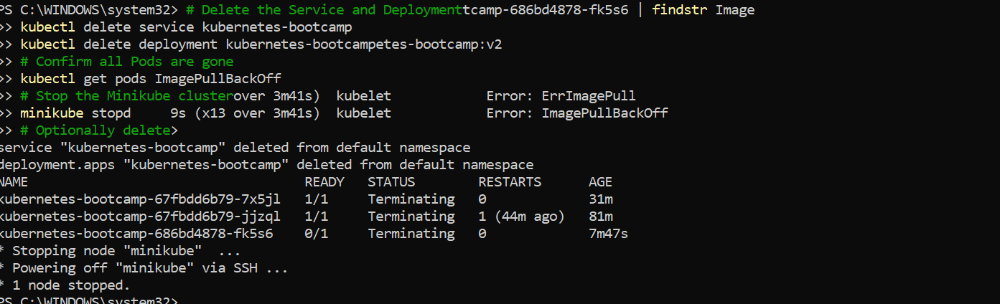 PS C:\WINDOWS\system32> # Delete the Service and Deploymenttcamp-686bd4878-fk5s6 | findstr Image
>> kubectl delete service kubernetes-bootcamp
>> kubectl delete deployment kubernetes-bootcampetes-bootcamp:v2
>> # Confirm all Pods are gone
>> kubectl get pods ImagePullBackOff
>> # Stop the Minikube clusterover 3m41s)  kubelet            Error: ErrImagePull
>> minikube stopd     9s (x13 over 3m41s)  kubelet            Error: ImagePullBackOff
>> # Optionally delete>
service "kubernetes-bootcamp" deleted from default namespace
deployment.apps "kubernetes-bootcamp" deleted from default namespace
NAME                                   READY   STATUS        RESTARTS      AGE
kubernetes-bootcamp-67fbdd6b79-7x5jl   1/1     Terminating   0             31m
kubernetes-bootcamp-67fbdd6b79-jjzql   1/1     Terminating   1 (44m ago)   81m
kubernetes-bootcamp-686bd4878-fk5s6    0/1     Terminating   0             7m47s
* Stopping node "minikube"  ...
* Powering off "minikube" via SSH ...
* 1 node stopped.
PS C:\WINDOWS\system32>